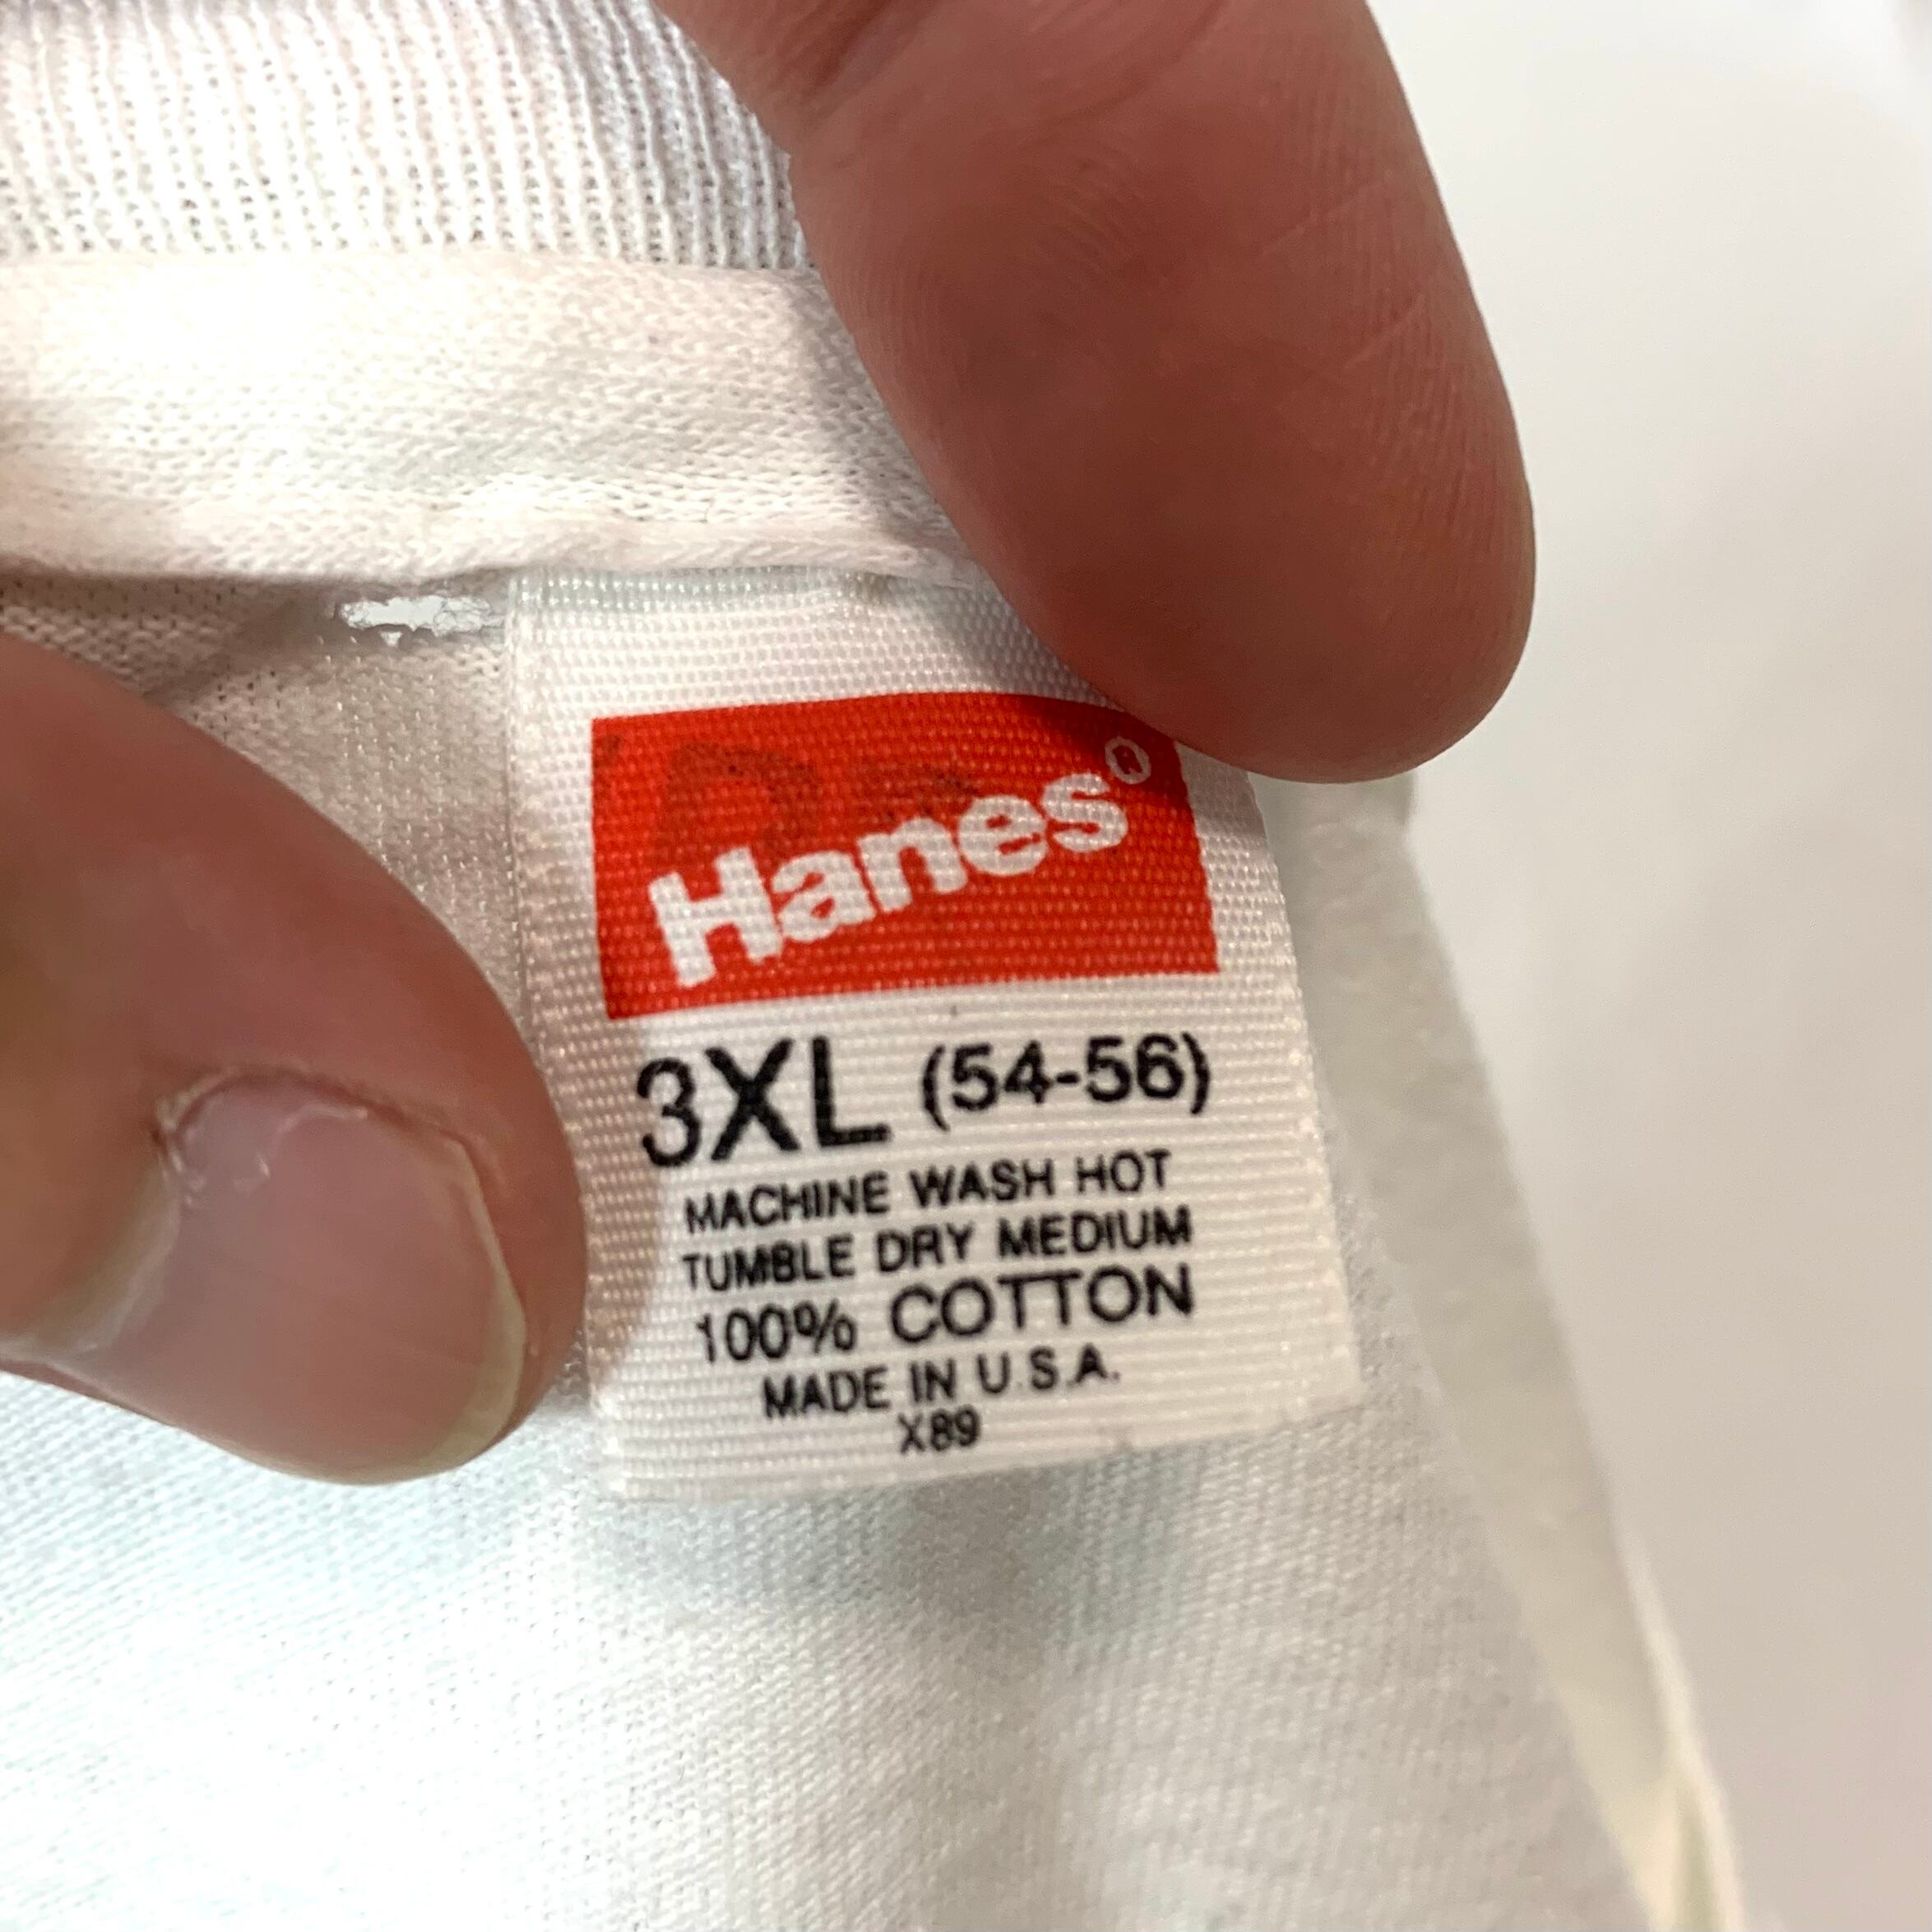 Hanes®
3XL (54-56)
MACHINE WASH HOT
TUMBLE DRY MEDIUM
100% COTTON
MADE IN U.S.A.
X89